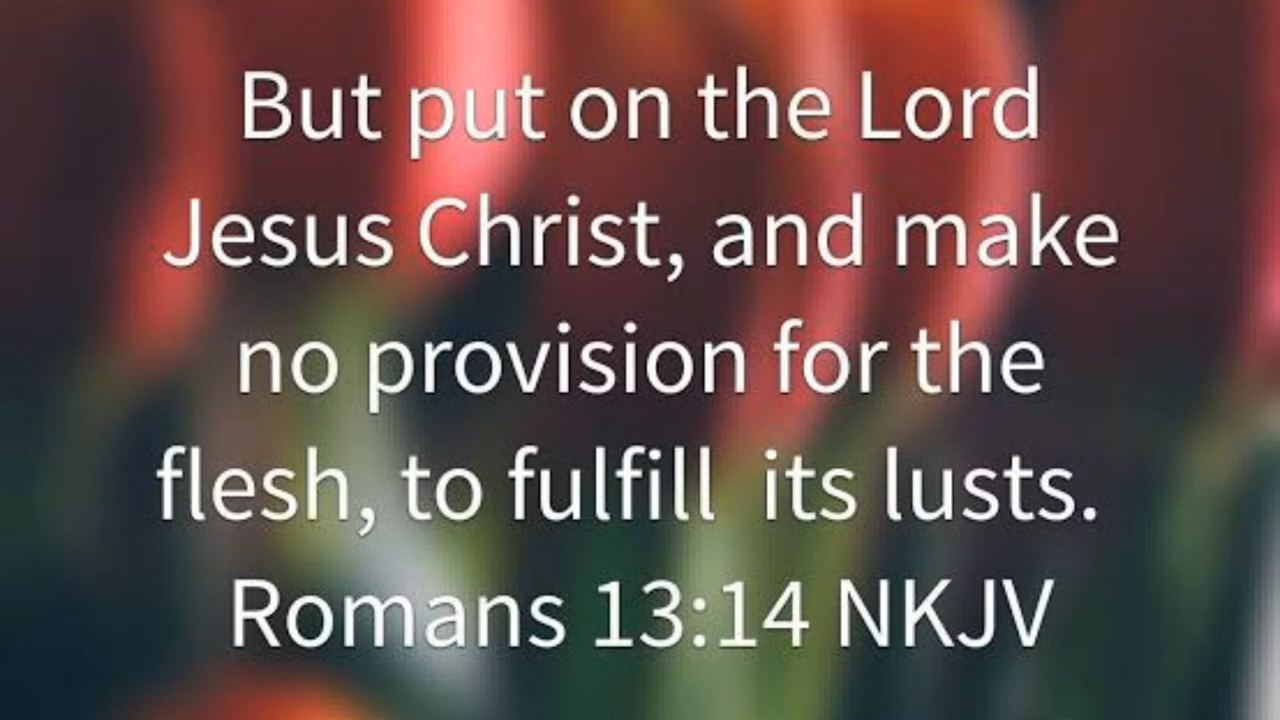 But put on the Lord
Jesus Christ, and make
no provision for the
flesh, to fulfill  its lusts.
Romans 13:14 NKJV